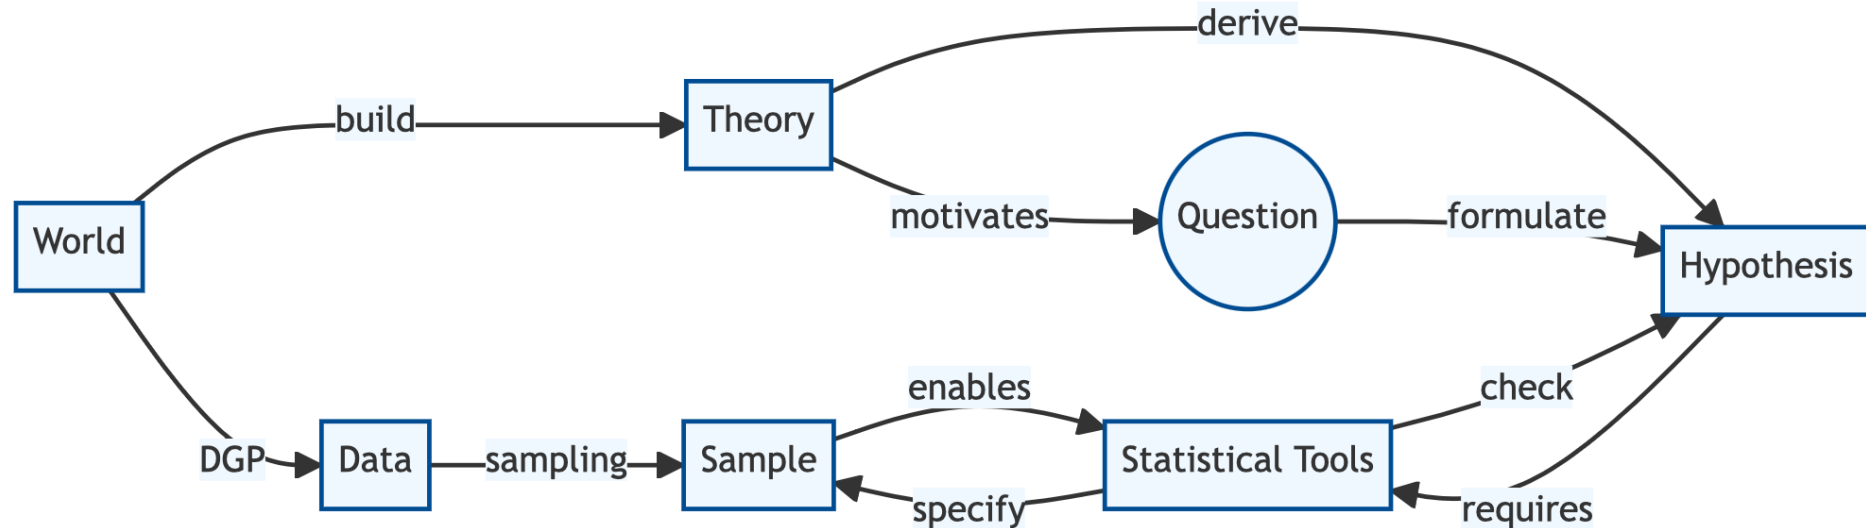 derive
build
Theory
motivates
Question
formulate
World
Hypothesis
enables
check
DGP
Data
sampling
Sample
Statistical Tools
specify
requires